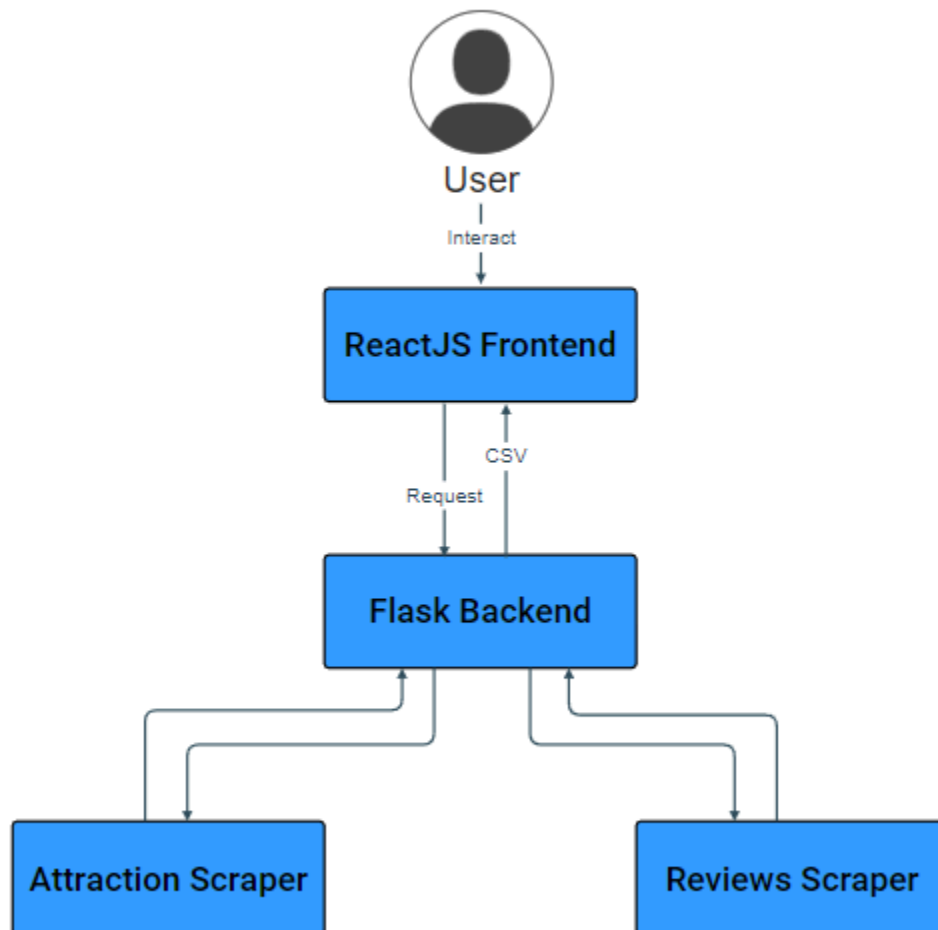 User
Interact
ReactJS Frontend
CSV
Request
Flask Backend
Attraction Scraper
Reviews Scraper